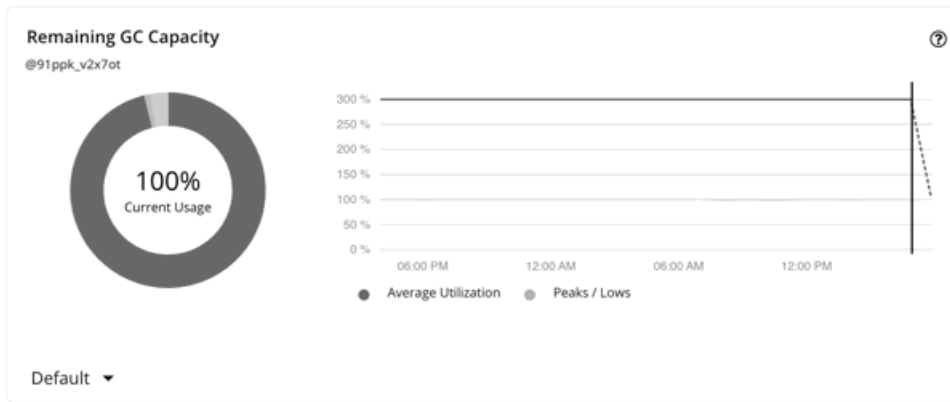 Remaining GC Capacity
@91ppk_v2x7ot
100%
Current Usage
300 %
250 %
200 %
150 %
100 %
50 %
0 %
06:00 PM 12:00 AM 06:00 AM 12:00 PM
Average Utilization Peaks / Lows
Default